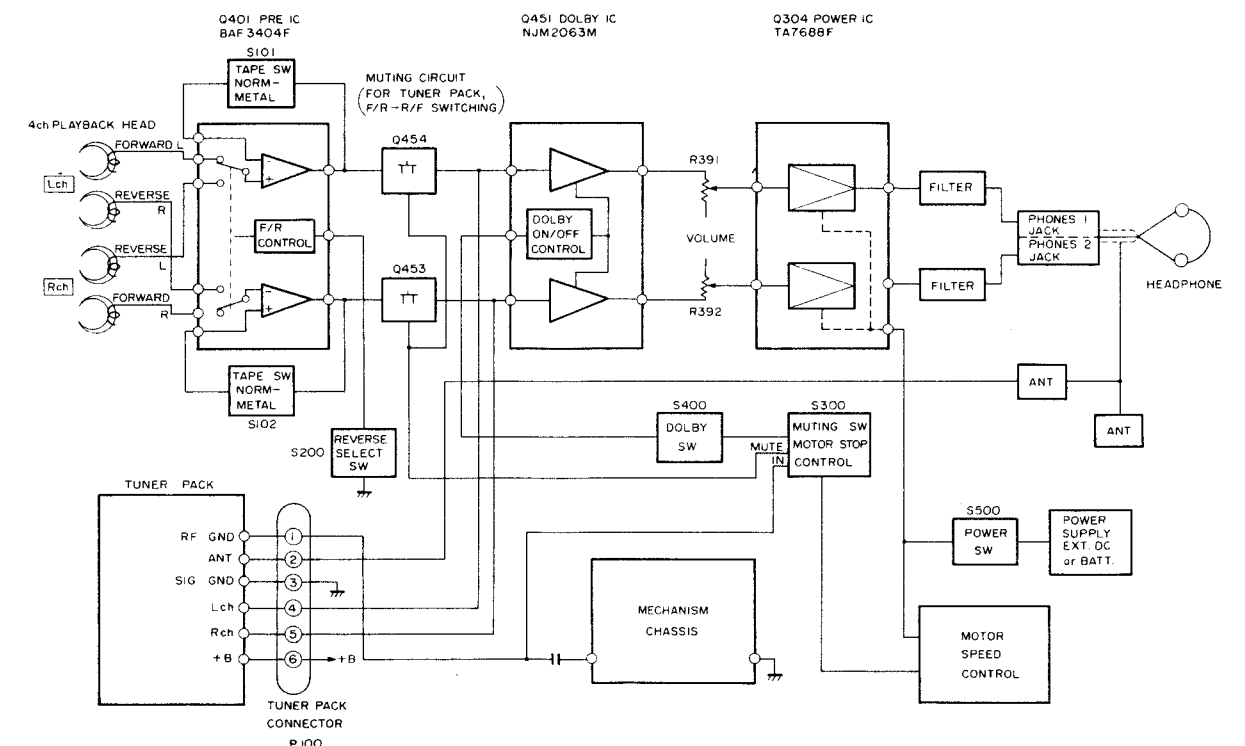 Q401 PRE IC
BAF 3404F
Q451 DOLBY IC
NJM2063M
Q304 POWER IC
TA7688F
S101
TAPE SW
NORM-
METAL
MUTING CIRCUIT
(FOR TUNER PACK,
F/R-R/F SWITCHING)
4ch PLAYBACK HEAD
FORWARD L
Lch
REVERSE
R
REVERSE
L
Rch
FORWARD
R
- +
F/R
CONTROL
- +
Q454
Q453
DOLBY
ON/OFF
CONTROL
R391
VOLUME
R392
FILTER
FILTER
PHONES 1
JACK
PHONES 2
JACK
HEADPHONE
TAPE SW
NORM-
METAL
S102
ANT
ANT
S200
REVERSE
SELECT
SW
S400
DOLBY
SW
S300
MUTING SW
MOTOR STOP
CONTROL
MUTE
IN
TUNER PACK
RF GND 1
ANT 2
SIG GND 3
Lch 4
Rch 5
+B 6 +B
TUNER PACK
CONNECTOR
P100
MECHANISM
CHASSIS
S500
POWER
SW
POWER
SUPPLY
EXT. DC
or BATT.
MOTOR
SPEED
CONTROL